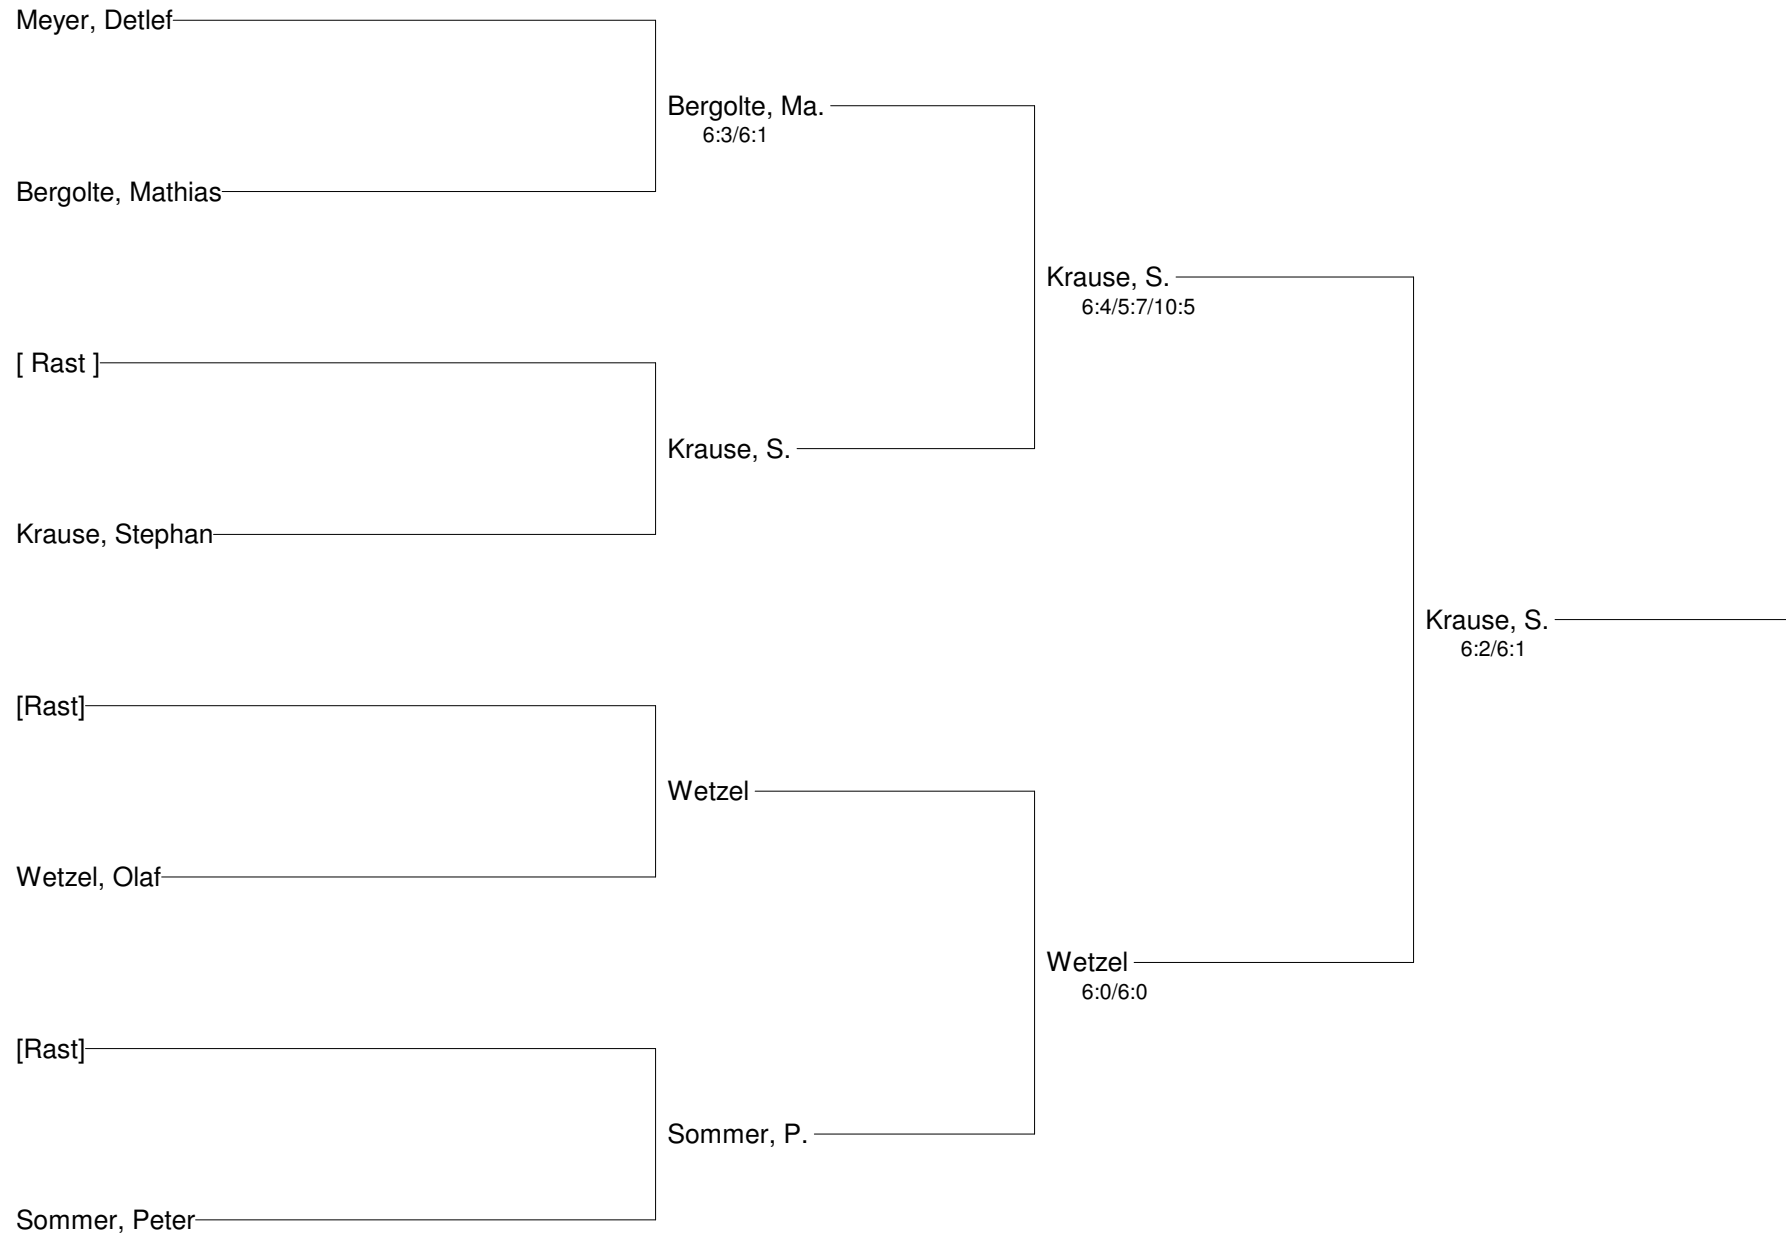 Meyer, Detlef
Bergolte, Ma.
6:3/6:1
Bergolte, Mathias
Krause, S.
6:4/5:7/10:5
[ Rast ]
Krause, S.
Krause, Stephan
Krause, S.
6:2/6:1
[Rast]
Wetzel
Wetzel, Olaf
Wetzel
6:0/6:0
[Rast]
Sommer, P.
Sommer, Peter